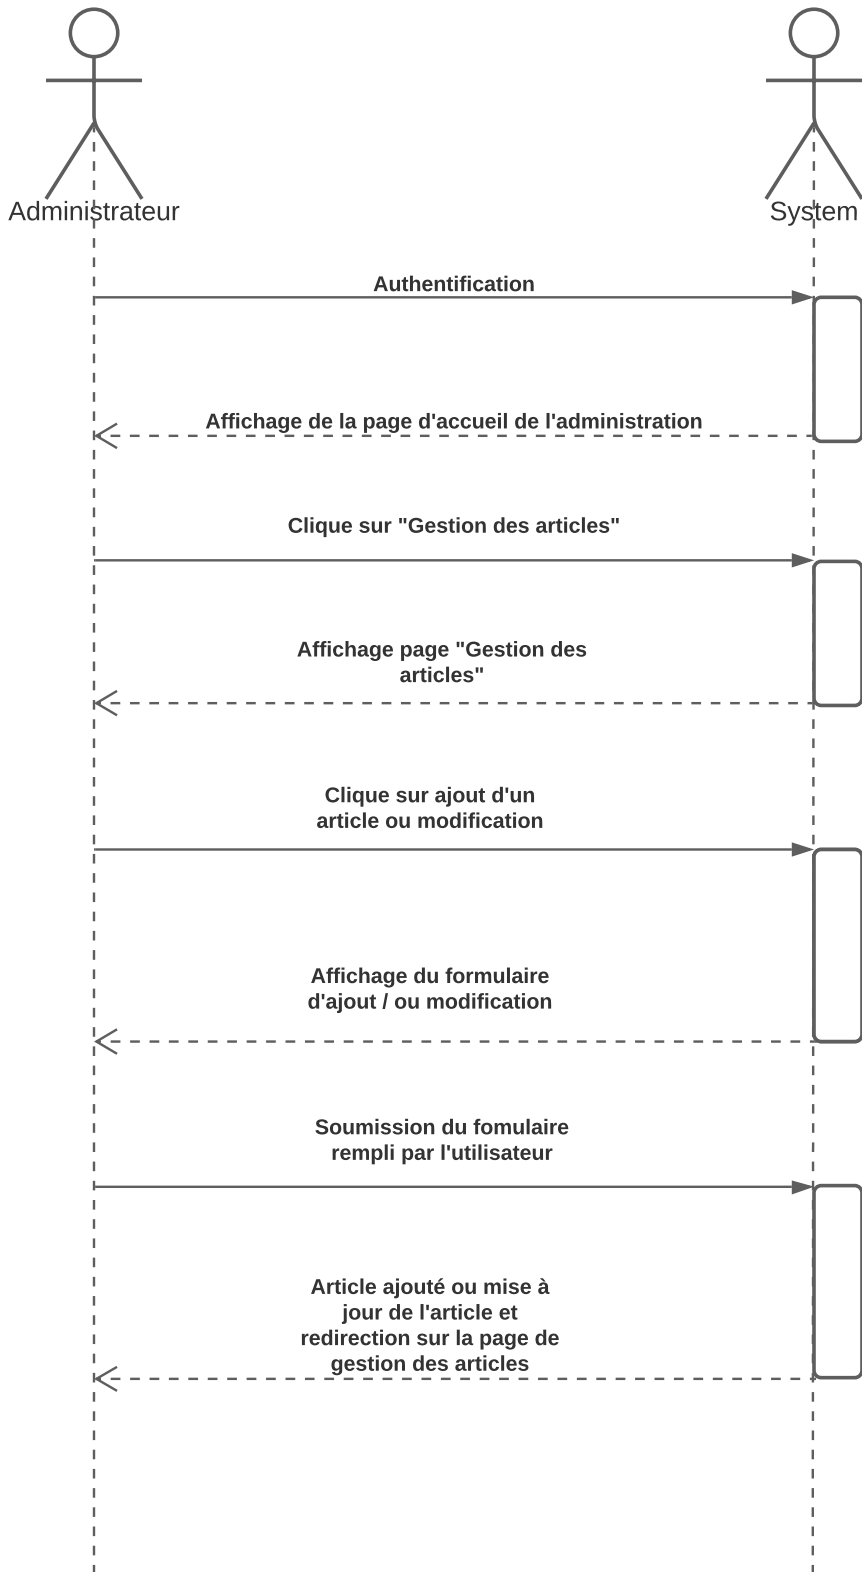 Administrateur
System
Authentification
Affichage de la page d'accueil de l'administration
Clique sur "Gestion des articles"
Affichage page "Gestion des
articles"
Clique sur ajout d'un
article ou modification
Affichage du formulaire
d'ajout / ou modification
Soumission du fomulaire
rempli par l'utilisateur
Article ajouté ou mise à
jour de l'article et
redirection sur la page de
gestion des articles